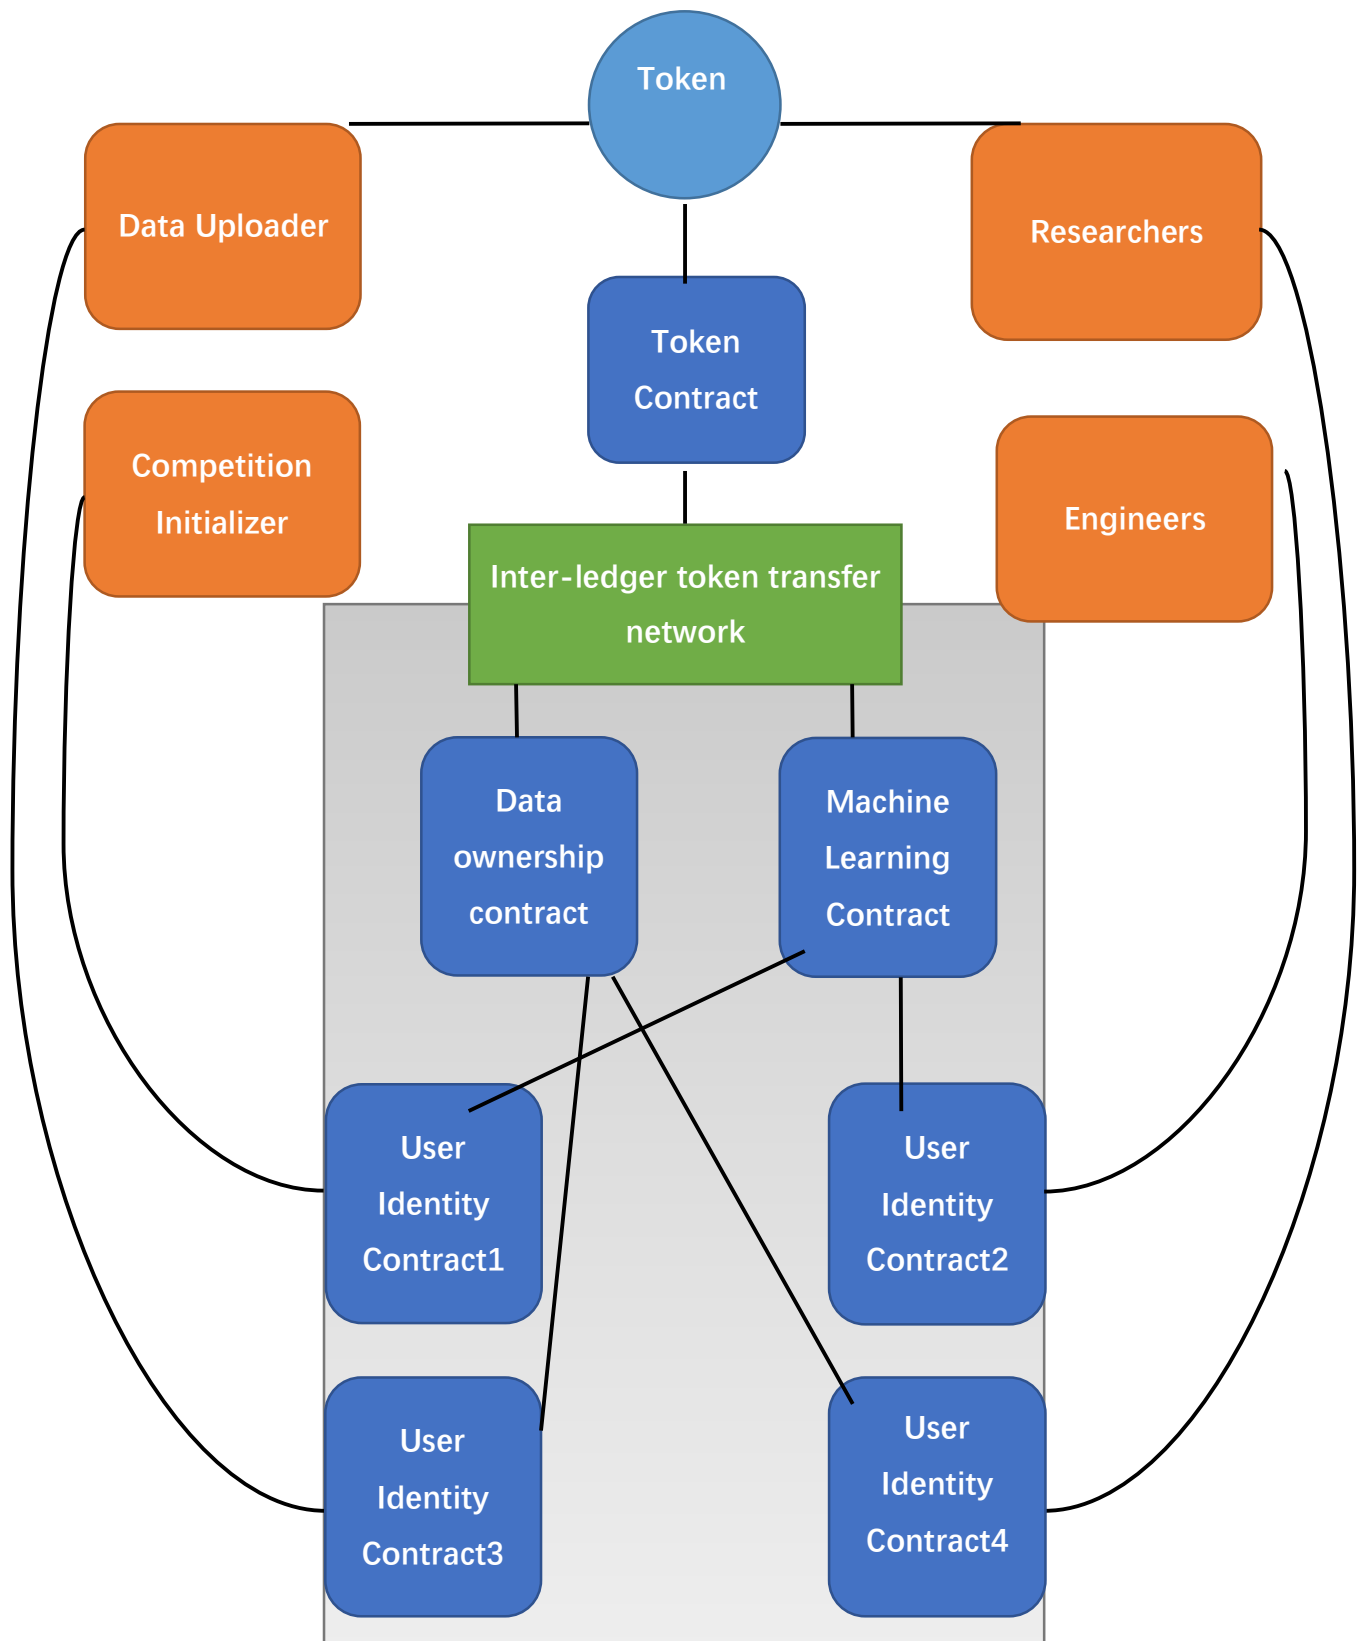 Token
Data Uploader
Researchers
Token
Contract
Competition
Initializer
Engineers
Inter-ledger token transfer
network
Data
ownership
contract
Machine
Learning
Contract
User
Identity
Contract1
User
Identity
Contract2
User
Identity
Contract3
User
Identity
Contract4